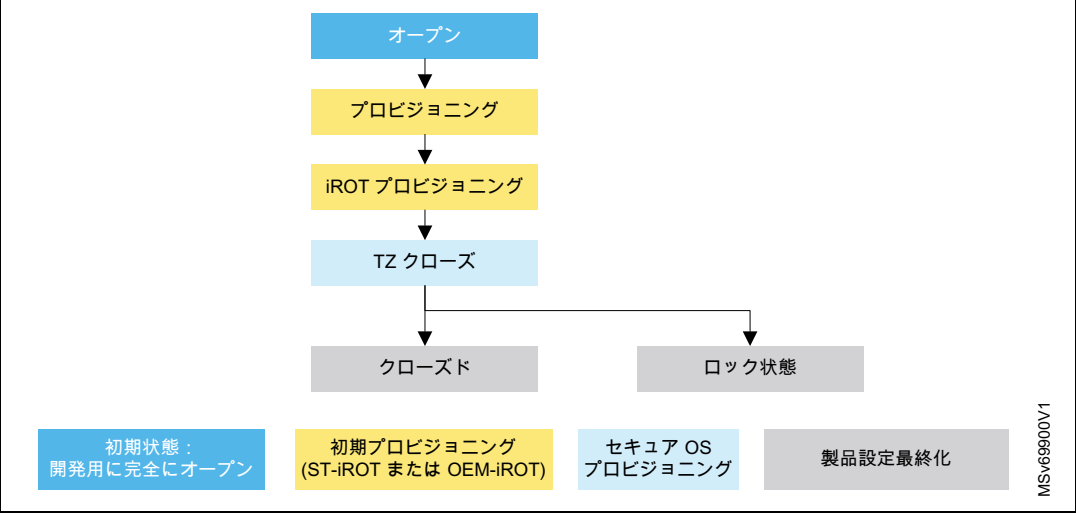 オープン
プロビジョニング
iROT プロビジョニング
TZ クローズ
クローズド
ロック状態
初期状態：
開発用に完全にオープン
初期プロビジョニング
(ST-iROT または OEM-iROT)
セキュア OS
プロビジョニング
製品設定最終化
MSv69900V1